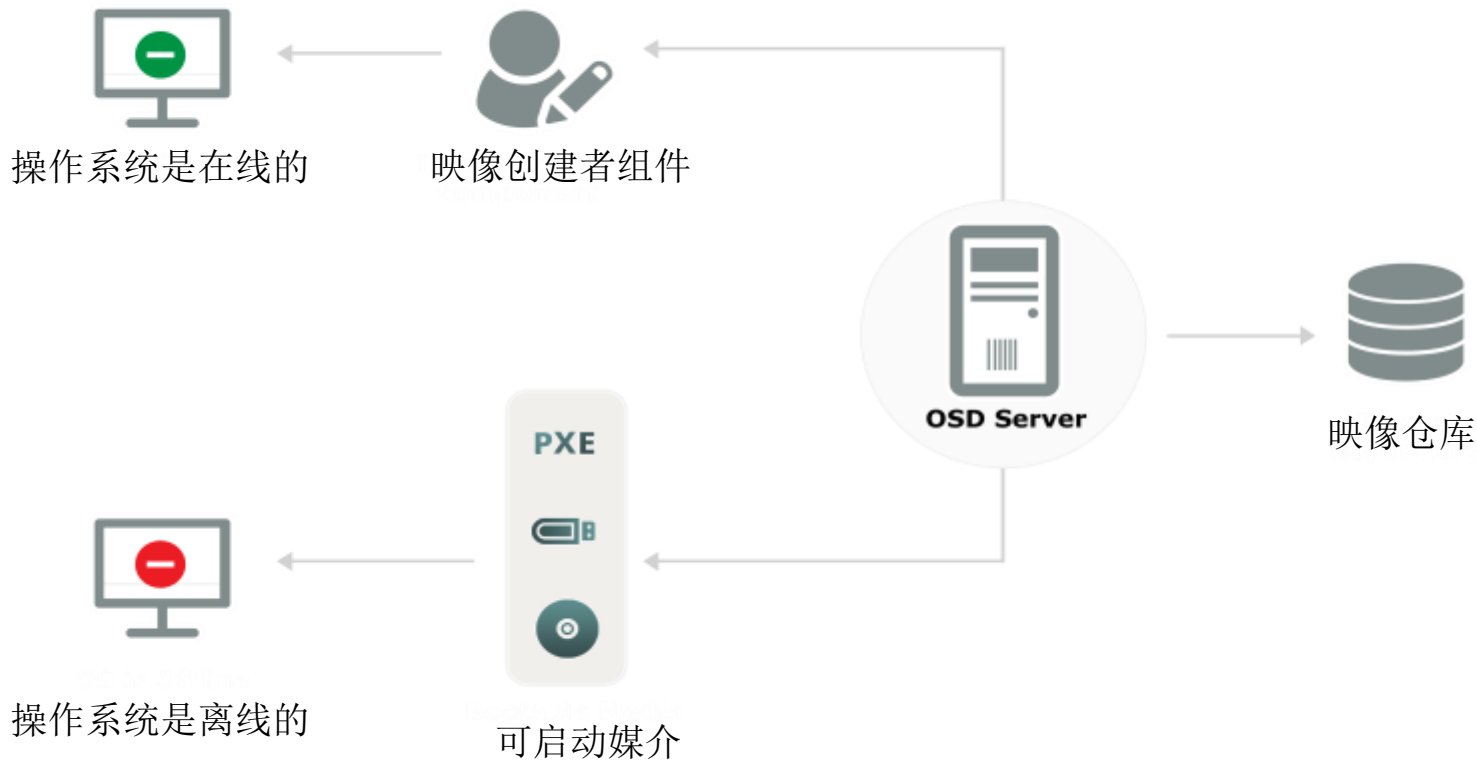 操作系统是在线的
映像创建者组件
OSD Server
映像仓库
PXE
操作系统是离线的
可启动媒介